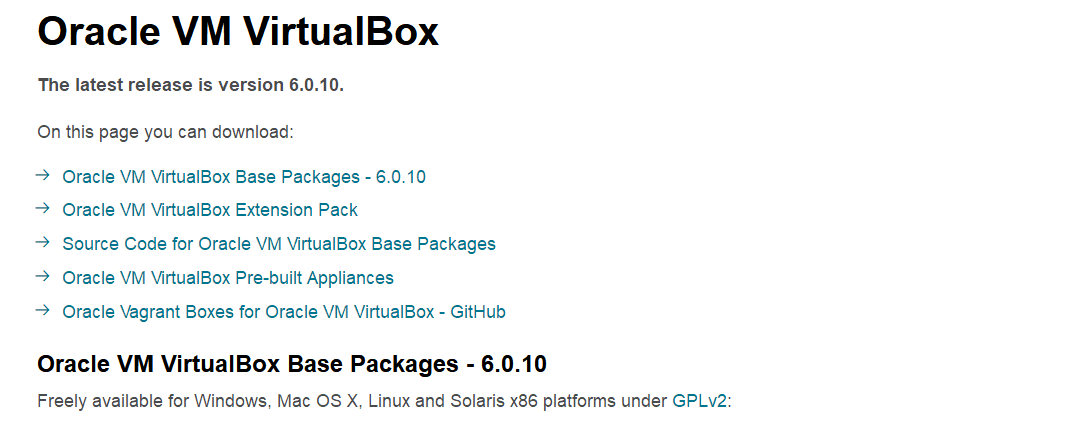 Oracle VM VirtualBox
The latest release is version 6.0.10.
On this page you can download:
→ Oracle VM VirtualBox Base Packages - 6.0.10
→ Oracle VM VirtualBox Extension Pack
→ Source Code for Oracle VM VirtualBox Base Packages
→ Oracle VM VirtualBox Pre-built Appliances
→ Oracle Vagrant Boxes for Oracle VM VirtualBox - GitHub
Oracle VM VirtualBox Base Packages - 6.0.10
Freely available for Windows, Mac OS X, Linux and Solaris x86 platforms under GPLv2: